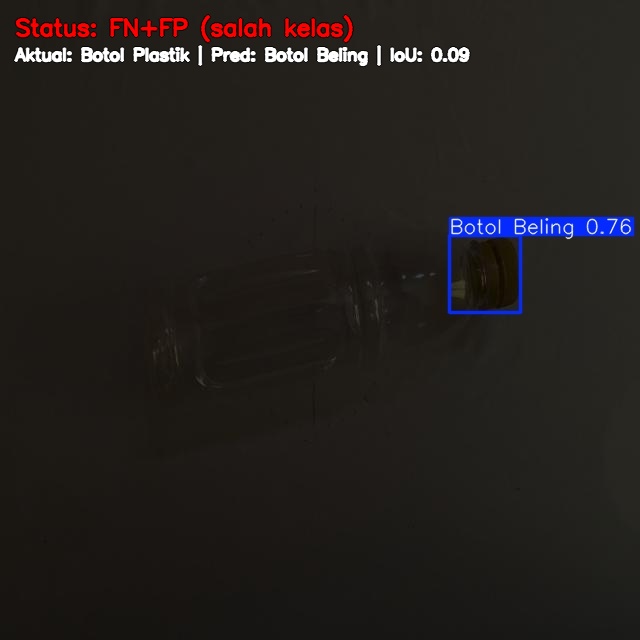 Status: FN+FP (salah kelas)
Aktual: Botol Plastik | Pred: Botol Beling | IoU: 0.09
Botol Beling 0.76